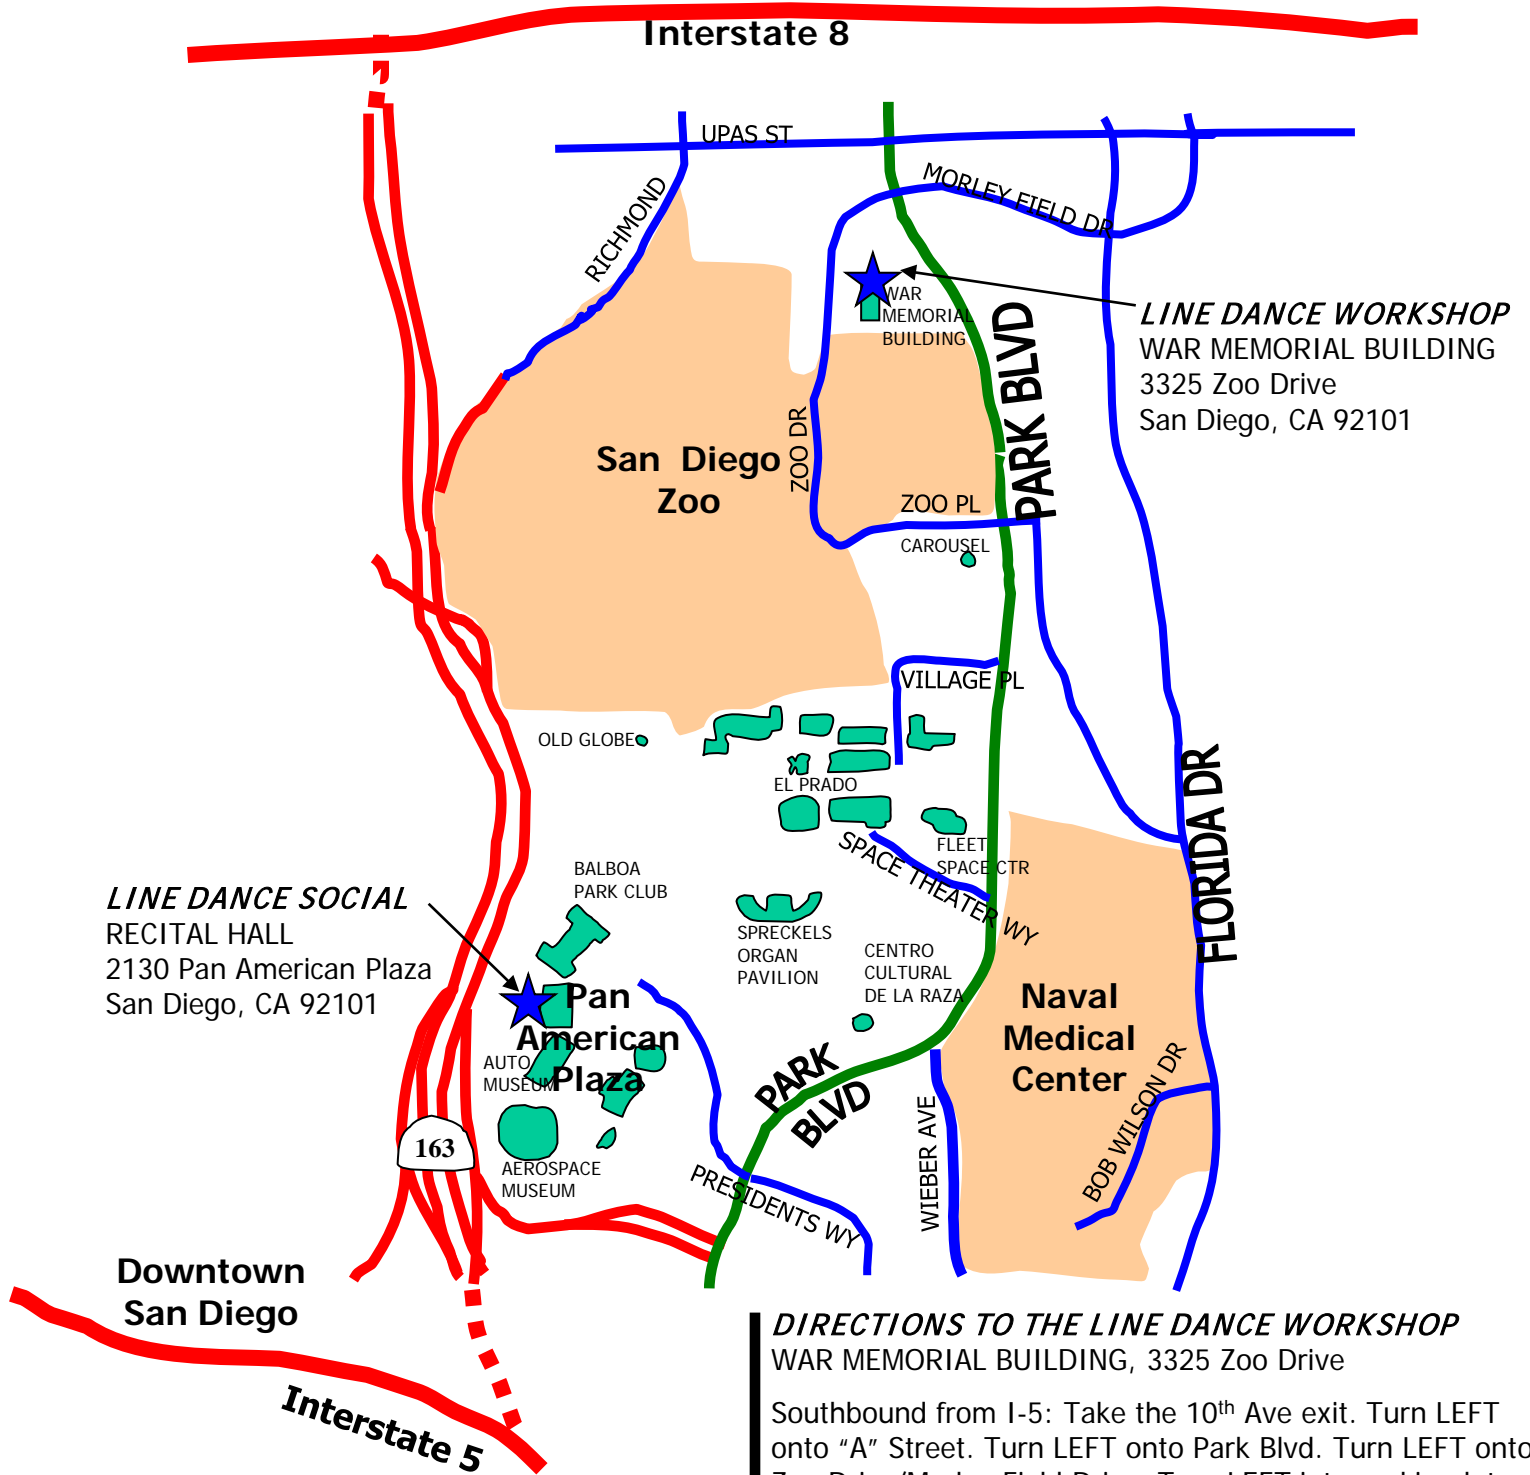 Interstate 8
UPAS ST
MORLEY FIELD DR
RICHMOND
WAR
MEMORIAL
BUILDING
LINE DANCE WORKSHOP
WAR MEMORIAL BUILDING
3325 Zoo Drive
San Diego, CA 92101
PARK BLVD
San Diego
Zoo
ZOO DR
ZOO PL
CAROUSEL
VILLAGE PL
OLD GLOBE
EL PRADO
FLORIDA DR
SPACE THEATER WY
FLEET
SPACE CTR
BALBOA
PARK CLUB
LINE DANCE SOCIAL
RECITAL HALL
2130 Pan American Plaza
San Diego, CA 92101
SPRECKELS
ORGAN
PAVILION
CENTRO
CULTURAL
DE LA RAZA
Pan
American
Plaza
Naval
Medical
Center
AUTO
MUSEUM
PARK
BLVD
BOB WILSON DR
WIEBER AVE
163
AEROSPACE
MUSEUM
PRESIDENTS WY
Downtown
San Diego
Interstate 5
DIRECTIONS TO THE LINE DANCE WORKSHOP
WAR MEMORIAL BUILDING, 3325 Zoo Drive
Southbound from I-5: Take the 10th Ave exit. Turn LEFT
onto “A” Street. Turn LEFT onto Park Blvd. Turn LEFT onto